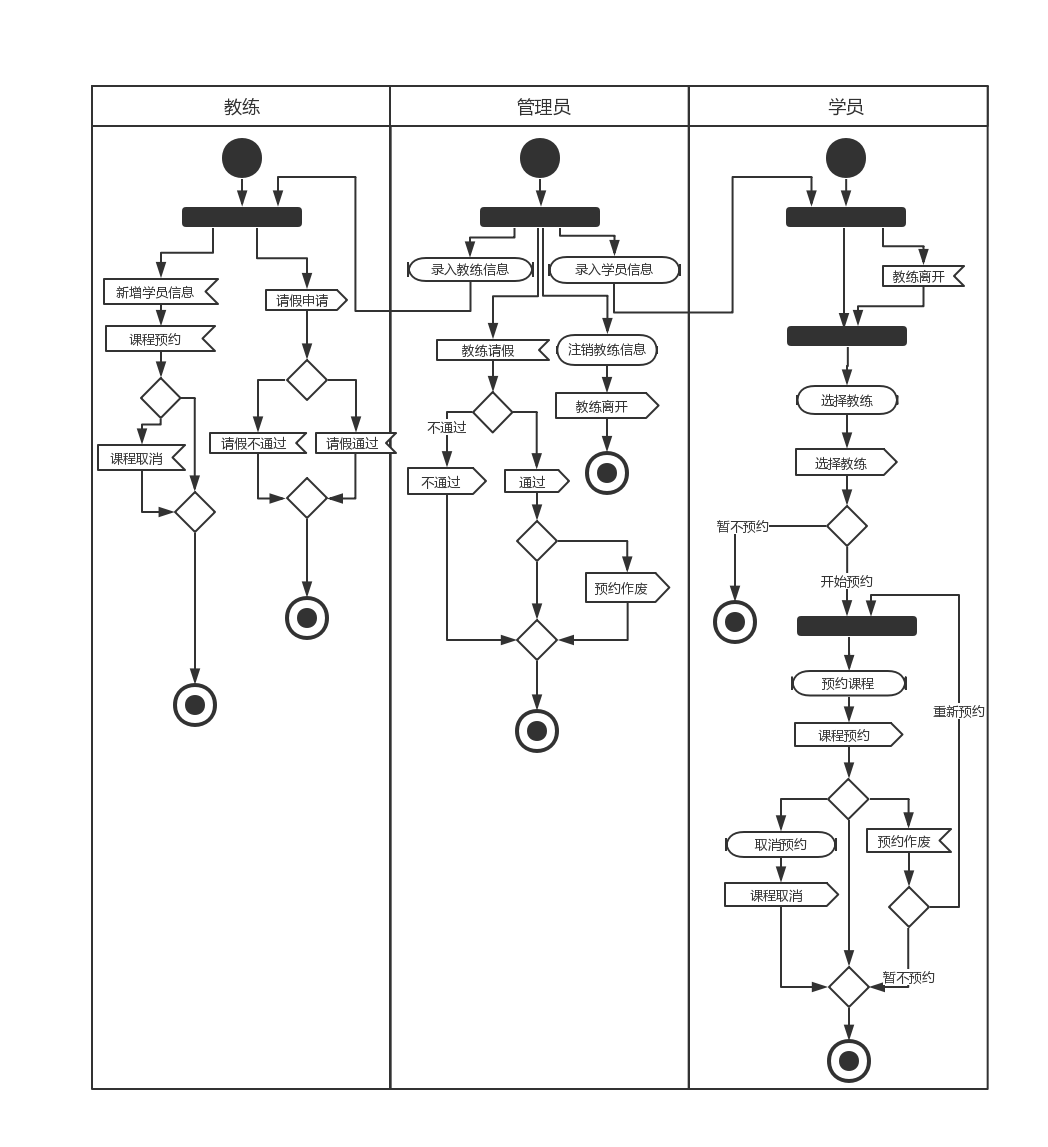 教练
管理员
学员
新增学员信息
请假申请
课程预约
课程取消
请假不通过
请假通过
录入教练信息
录入学员信息
教练请假
注销教练信息
教练离开
不通过
不通过
通过
预约作废
教练离开
选择教练
选择教练
暂不预约
开始预约
预约课程
重新预约
课程预约
取消预约
预约作废
课程取消
暂不预约